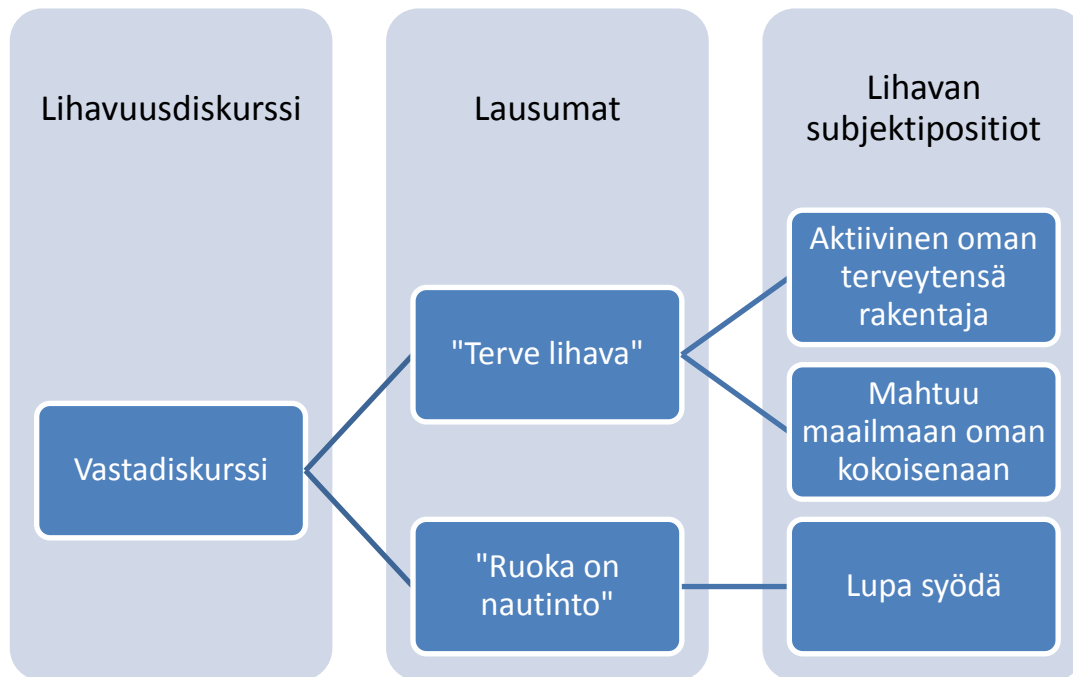 Lihavuusdiskurssi
Lausumat
Lihavan
subjektipositiot
Vastadiskurssi
"Terve lihava"
"Ruoka on
nautinto"
Aktiivinen oman
terveytensä
rakentaja
Mahtuu
maailmaan oman
kokoisenaan
Lupa syödä